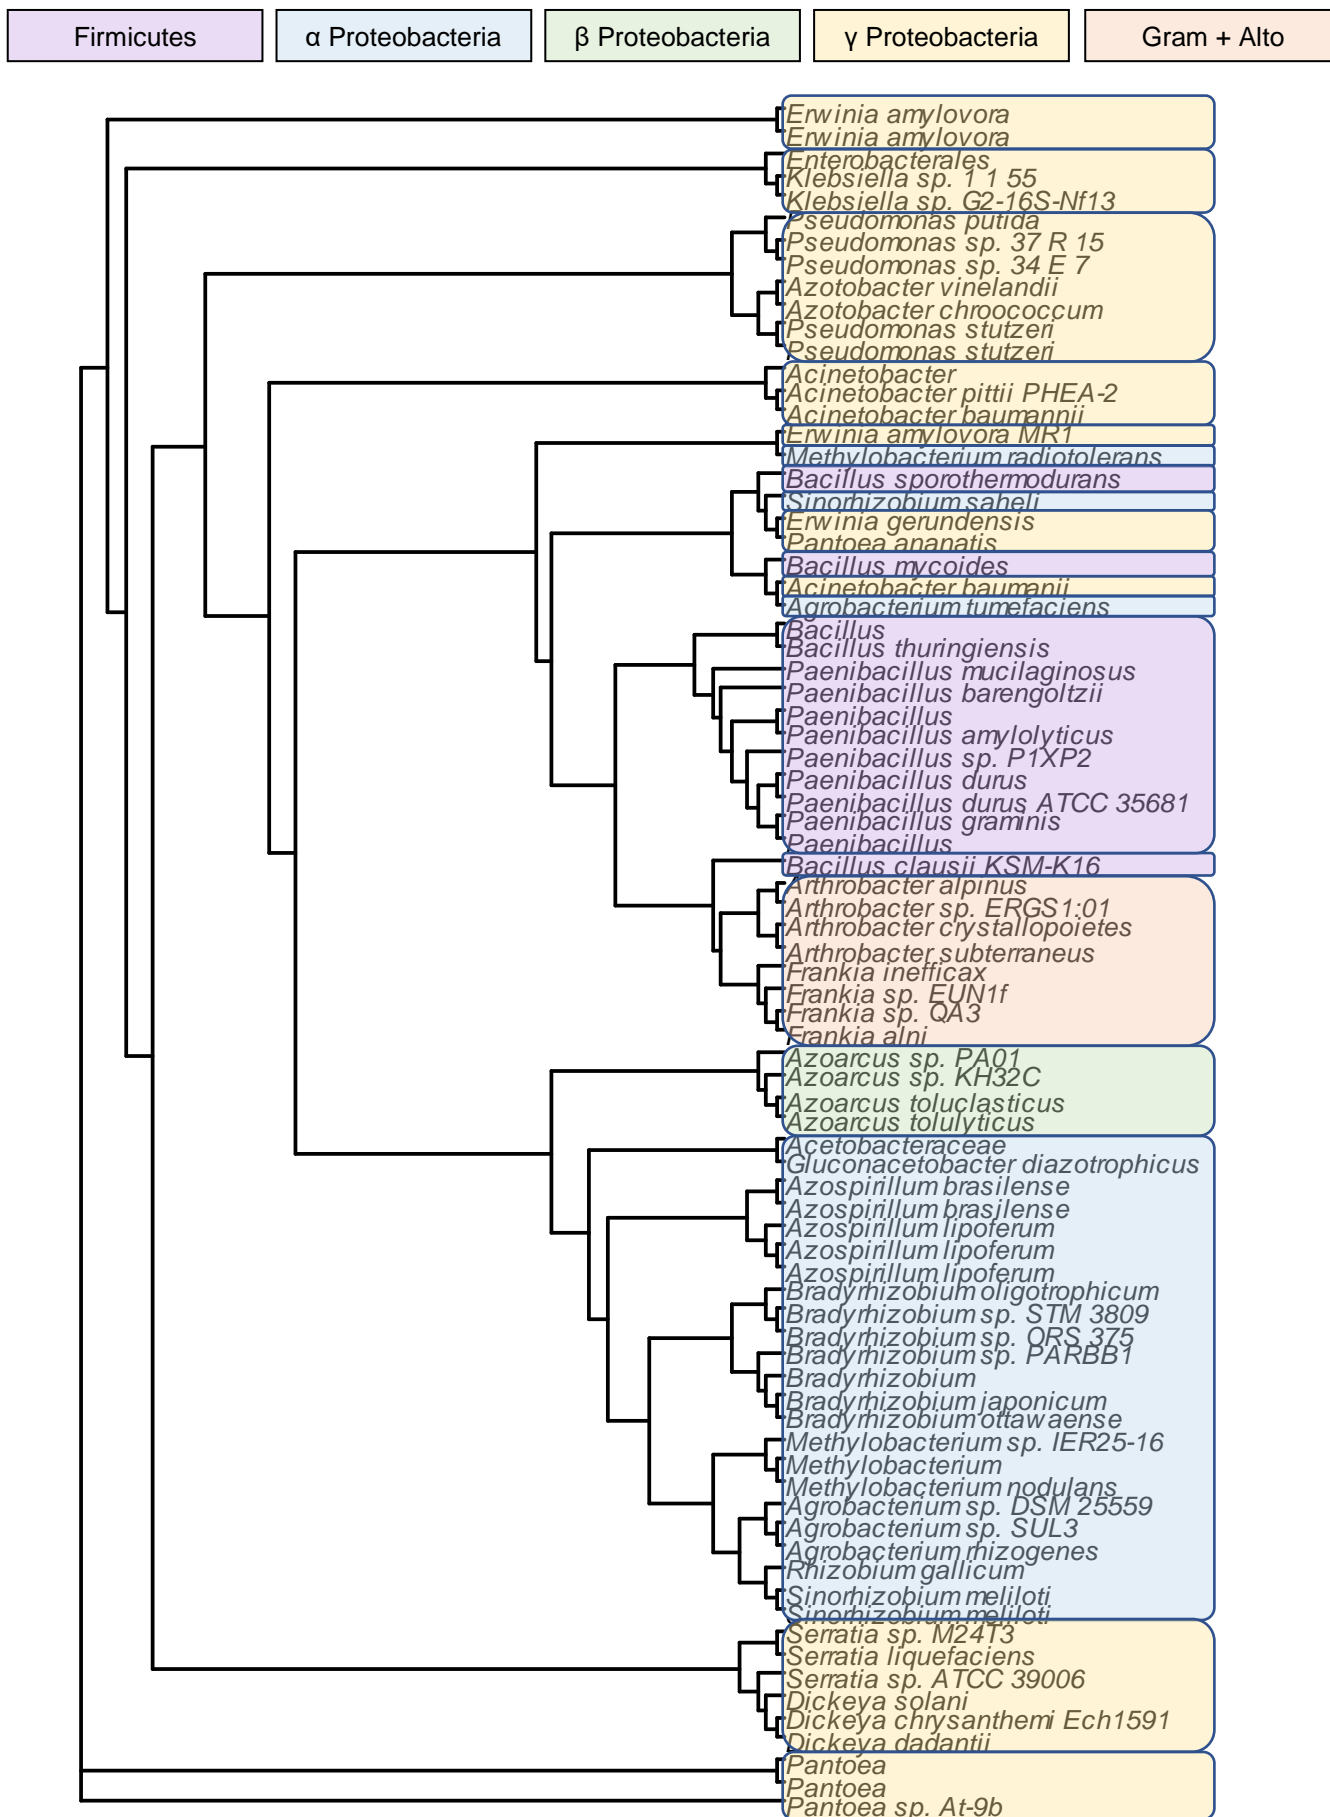 Firmicutes
α Proteobacteria
β Proteobacteria
γ Proteobacteria
Gram + Alto
Erwinia amylovora
Erwinia amylovora
Enterobacterales
Klebsiella sp. 1 1 55
Klebsiella sp. G2-16S-Nf13
Pseudomonas putida
Pseudomonas sp. 37 R 15
Pseudomonas sp. 34 E 7
Azotobacter vinelandii
Azotobacter chroococcum
Pseudomonas stutzeri
Pseudomonas stutzeri
Acinetobacter
Acinetobacter pittii PHEA-2
Acinetobacter baumannii
Erwinia amylovora MR1
Methylobacterium radiotolerans
Bacillus sporothermodurans
Sinorhizobium saheli
Erwinia gerundensis
Pantoea ananatis
Bacillus mycoides
Acinetobacter baumanii
Agrobacterium tumefaciens
Bacillus
Bacillus thuringiensis
Paenibacillus mucilaginosus
Paenibacillus barengoltzii
Paenibacillus
Paenibacillus amylolyticus
Paenibacillus sp. P1XP2
Paenibacillus durus
Paenibacillus durus ATCC 35681
Paenibacillus graminis
Paenibacillus
Bacillus clausii KSM-K16
Arthrobacter alpinus
Arthrobacter sp. ERGS1:01
Arthrobacter crystallopoietes
Arthrobacter subterraneus
Frankia inefficax
Frankia sp. EUN1f
Frankia sp. QA3
Frankia alni
Azoarcus sp. PA01
Azoarcus sp. KH32C
Azoarcus toluclasticus
Azoarcus tolulyticus
Acetobacteraceae
Gluconacetobacter diazotrophicus
Azospirillum brasilense
Azospirillum brasilense
Azospirillum lipoferum
Azospirillum lipoferum
Azospirillum lipoferum
Bradyrhizobium oligotrophicum
Bradyrhizobium sp. STM 3809
Bradyrhizobium sp. ORS 375
Bradyrhizobium sp. PARBB1
Bradyrhizobium
Bradyrhizobium japonicum
Bradyrhizobium ottawaense
Methylobacterium sp. IER25-16
Methylobacterium
Methylobacterium nodulans
Agrobacterium sp. DSM 25559
Agrobacterium sp. SUL3
Agrobacterium rhizogenes
Rhizobium gallicum
Sinorhizobium meliloti
Sinorhizobium meliloti
Serratia sp. M24T3
Serratia liquefaciens
Serratia sp. ATCC 39006
Dickeya solani
Dickeya chrysanthemi Ech1591
Dickeya dadantii
Pantoea
Pantoea
Pantoea sp. At-9b